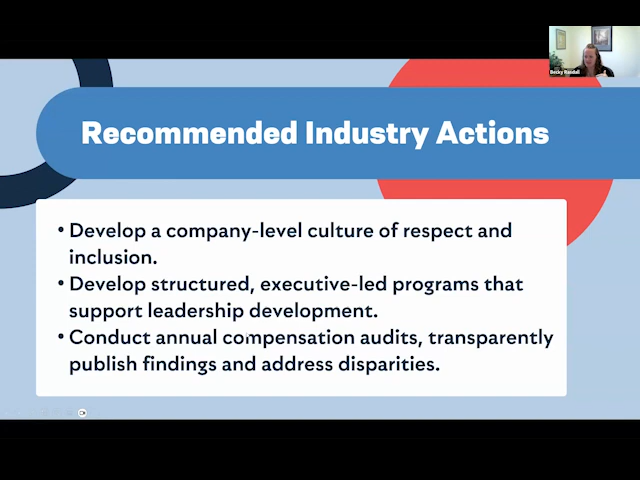 Becky Randall
Recommended Industry Actions
• Develop a company-level culture of respect and
inclusion.
• Develop structured, executive-led programs that
support leadership development.
• Conduct annual compensation audits, transparently
publish findings and address disparities.